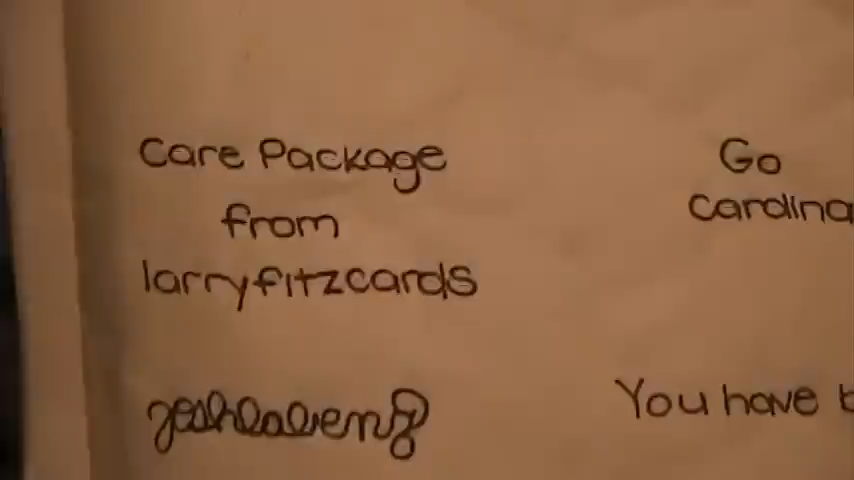 Care Package
from
larryfitzcards
Go
Cardina
You have